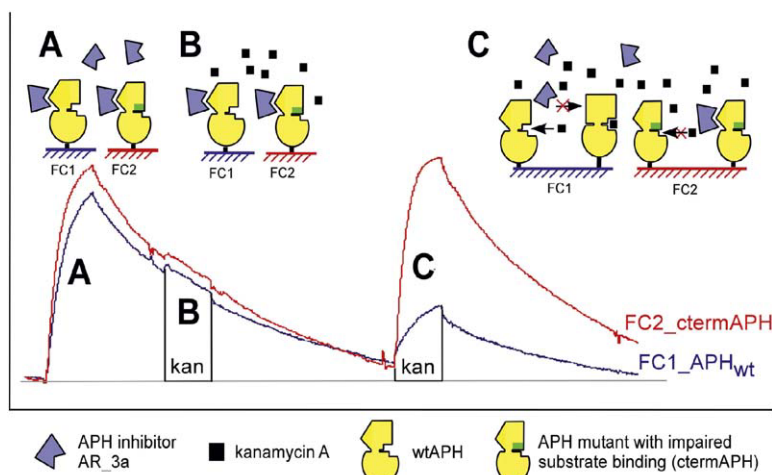 A
B
C
FC1
FC2
FC1
FC2
FC1
FC2
A
B
kan
C
kan
FC2_ctermAPH
FC1_APHwt
APH inhibitor
AR_3a
kanamycin A
wtAPH
APH mutant with impaired
substrate binding (ctermAPH)